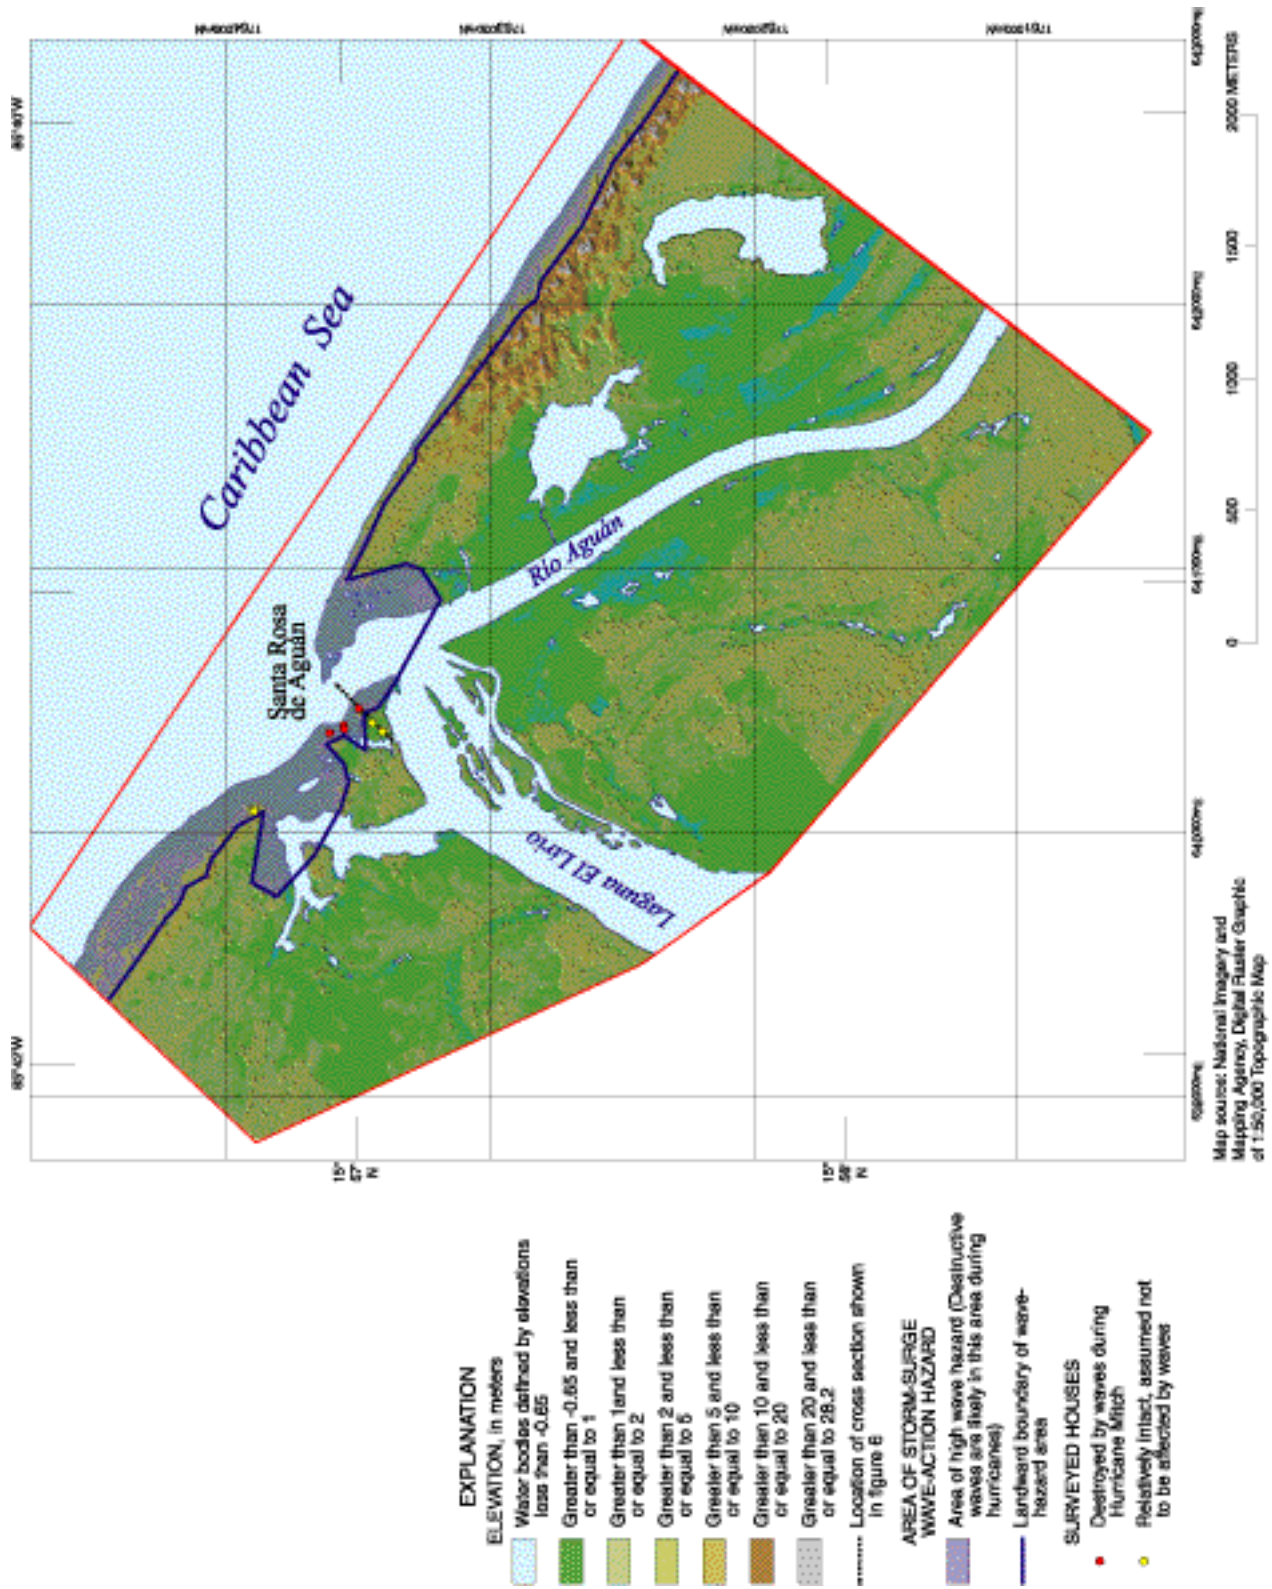 Caribbean Sea
Santa Rosa
de Aguán
Río Aguán
Laguna El Lirio
85°40'W
85°42'W
15°
57'
N
15°
56'
N
0
500
1000
1500
2000 METERS
Map source: National Imagery and
Mapping Agency, Digital Raster Graphic
of 1:50,000 Topographic Map
EXPLANATION
ELEVATION, in meters
Water bodies defined by elevations
less than -0.65
Greater than -0.65 and less than
or equal to 1
Greater than 1and less than
or equal to 2
Greater than 2 and less than
or equal to 5
Greater than 5 and less than
or equal to 10
Greater than 10 and less than
or equal to 20
Greater than 20 and less than
or equal to 28.2
Location of cross section shown
in figure 6
AREA OF STORM-SURGE
WAVE-ACTION HAZARD
Area of high wave hazard (Destructive
waves are likely in this area during
hurricanes)
Landward boundary of wave-
hazard area
SURVEYED HOUSES
Destroyed by waves during
Hurricane Mitch
Relatively intact, assumed not
to be affected by waves